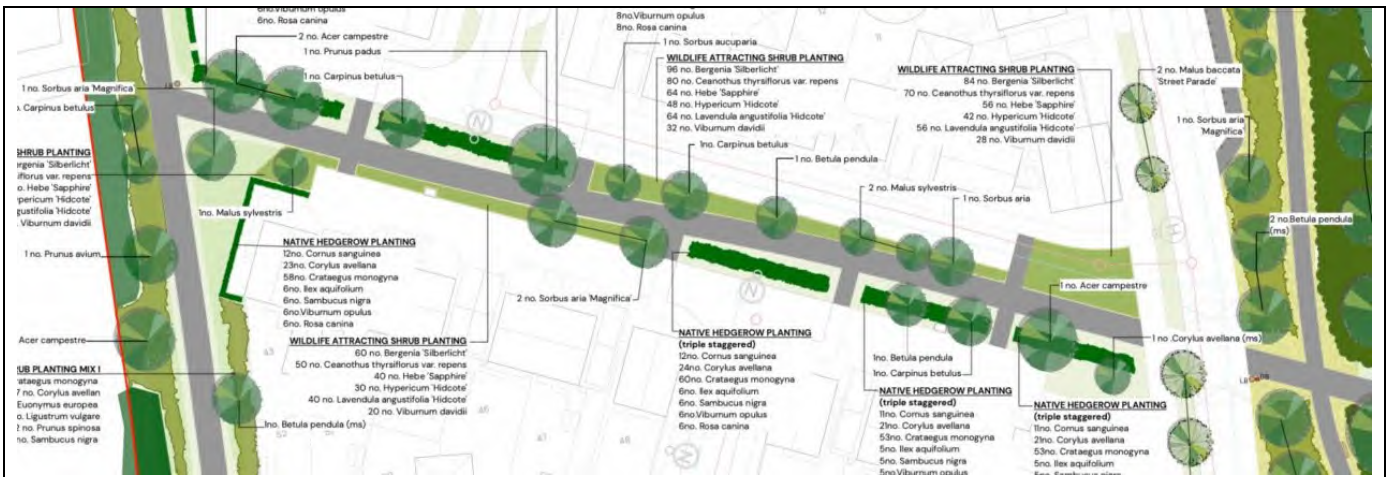 6no. Viburnum opulus
6no. Rosa canina
2 no. Acer campestre
1 no. Prunus padus
1 no. Carpinus betulus
1 no. Sorbus aria 'Magnifica'
o. Carpinus betulus
SHRUB PLANTING
ergenia 'Silberlicht'
siflorus var. repens
o. Hebe 'Sapphire'
ypericum 'Hidcote'
gustifolia 'Hidcote'
Viburnum davidii
1no. Malus sylvestris
1 no. Prunus avium
Acer campestre
UB PLANTING MIX 1
rataegus monogyna
7 no. Corylus avellan
Euonymus europea
o. Ligustrum vulgare
2 no. Prunus spinosa
no. Sambucus nigra
NATIVE HEDGEROW PLANTING
12no. Cornus sanguinea
23no. Corylus avellana
58no. Crataegus monogyna
6no. Ilex aquifolium
6no. Sambucus nigra
6no.Viburnum opulus
6no. Rosa canina
WILDLIFE ATTRACTING SHRUB PLANTING
60 no. Bergenia 'Silberlicht'
50 no. Ceanothus thyrsiflorus var. repens
40 no. Hebe 'Sapphire'
30 no. Hypericum 'Hidcote'
40 no. Lavendula angustifolia 'Hidcote'
20 no. Viburnum davidii
1no. Betula pendula (ms)
8no.Viburnum opulus
8no. Rosa canina
1 no. Sorbus aucuparia
WILDLIFE ATTRACTING SHRUB PLANTING
96 no. Bergenia 'Silberlicht'
80 no. Ceanothus thyrsiflorus var. repens
64 no. Hebe 'Sapphire'
48 no. Hypericum 'Hidcote'
64 no. Lavendula angustifolia 'Hidcote'
32 no. Viburnum davidii
1no. Carpinus betulus
1 no. Betula pendula
2 no. Malus sylvestris
1 no. Sorbus aria
2 no. Sorbus aria 'Magnifica'
NATIVE HEDGEROW PLANTING
(triple staggered)
12no. Cornus sanguinea
24no. Corylus avellana
60no. Crataegus monogyna
6no. Ilex aquifolium
6no. Sambucus nigra
6no.Viburnum opulus
6no. Rosa canina
WILDLIFE ATTRACTING SHRUB PLANTING
84 no. Bergenia 'Silberlicht'
70 no. Ceanothus thyrsiflorus var. repens
56 no. Hebe 'Sapphire'
42 no. Hypericum 'Hidcote'
56 no. Lavendula angustifolia 'Hidcote'
28 no. Viburnum davidii
2 no. Malus baccata
'Street Parade'
1 no. Sorbus aria
'Magnifica'
2 no.Betula pendula
(ms)
1 no. Acer campestre
1 no .Corylus avellana (ms)
1no. Betula pendula
1no. Carpinus betulus
NATIVE HEDGEROW PLANTING
(triple staggered)
11no. Cornus sanguinea
21no. Corylus avellana
53no. Crataegus monogyna
5no. Ilex aquifolium
5no. Sambucus nigra
5no.Viburnum opulus
NATIVE HEDGEROW PLANTING
(triple staggered)
11no. Cornus sanguinea
21no. Corylus avellana
53no. Crataegus monogyna
5no. Ilex aquifolium
5no. Sambucus nigra